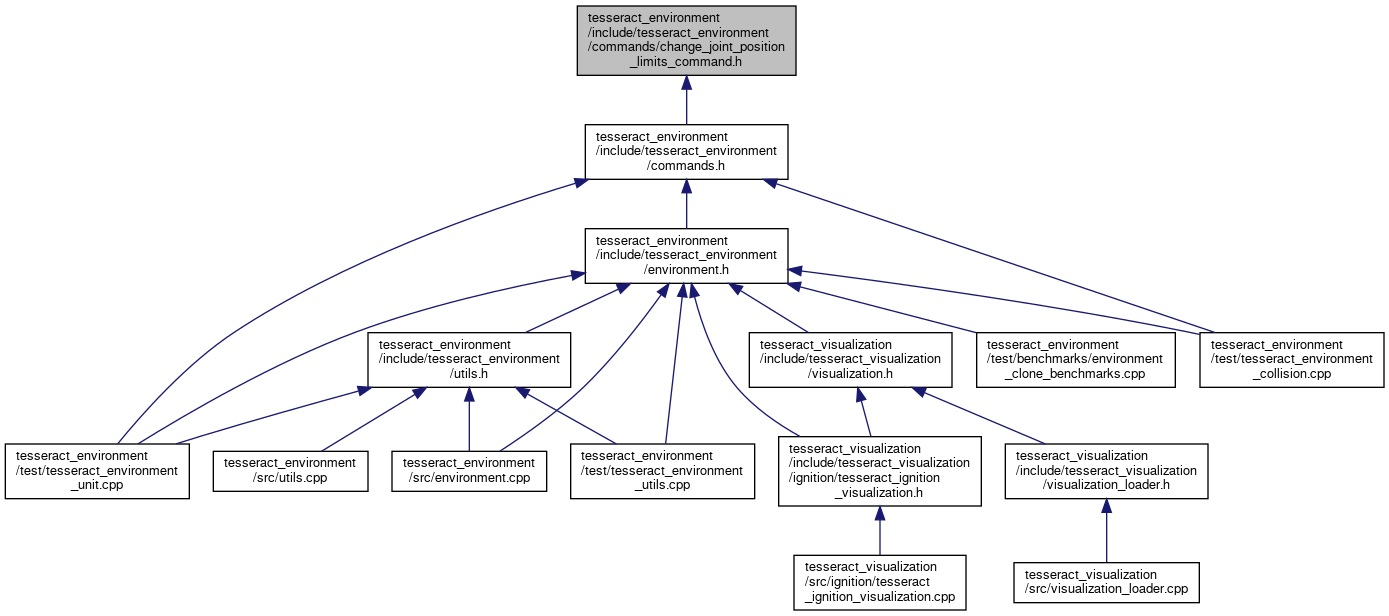 tesseract_environment
/include/tesseract_environment
/commands/change_joint_position
_limits_command.h
tesseract_environment
/include/tesseract_environment
/commands.h
tesseract_environment
/include/tesseract_environment
/environment.h
tesseract_environment
/include/tesseract_environment
/utils.h
tesseract_visualization
/include/tesseract_visualization
/visualization.h
tesseract_environment
/test/benchmarks/environment
_clone_benchmarks.cpp
tesseract_environment
/test/tesseract_environment
_collision.cpp
tesseract_environment
/test/tesseract_environment
_unit.cpp
tesseract_environment
/src/utils.cpp
tesseract_environment
/src/environment.cpp
tesseract_environment
/test/tesseract_environment
_utils.cpp
tesseract_visualization
/include/tesseract_visualization
/ignition/tesseract_ignition
_visualization.h
tesseract_visualization
/include/tesseract_visualization
/visualization_loader.h
tesseract_visualization
/src/ignition/tesseract
_ignition_visualization.cpp
tesseract_visualization
/src/visualization_loader.cpp